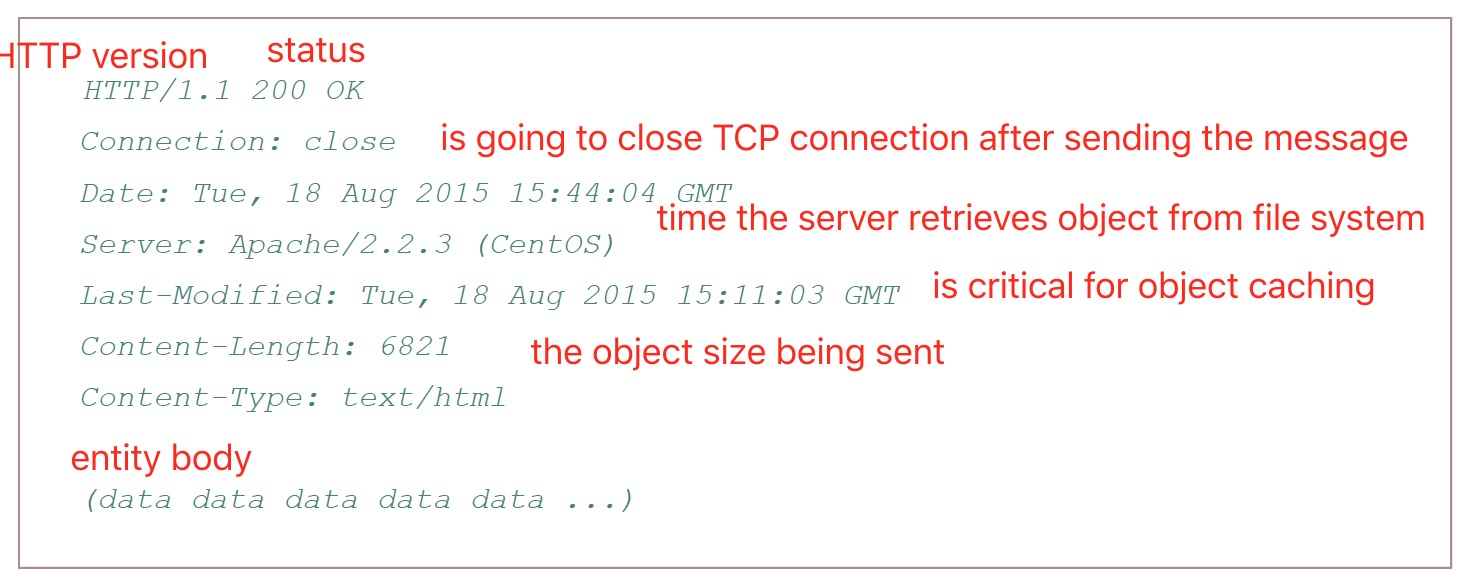 HTTP version status
HTTP/1.1 200 OK
Connection: close is going to close TCP connection after sending the message
Date: Tue, 18 Aug 2015 15:44:04 GMT
time the server retrieves object from file system
Server: Apache/2.2.3 (CentOS)
Last-Modified: Tue, 18 Aug 2015 15:11:03 GMT is critical for object caching
Content-Length: 6821 the object size being sent
Content-Type: text/html
entity body
(data data data data data ...)